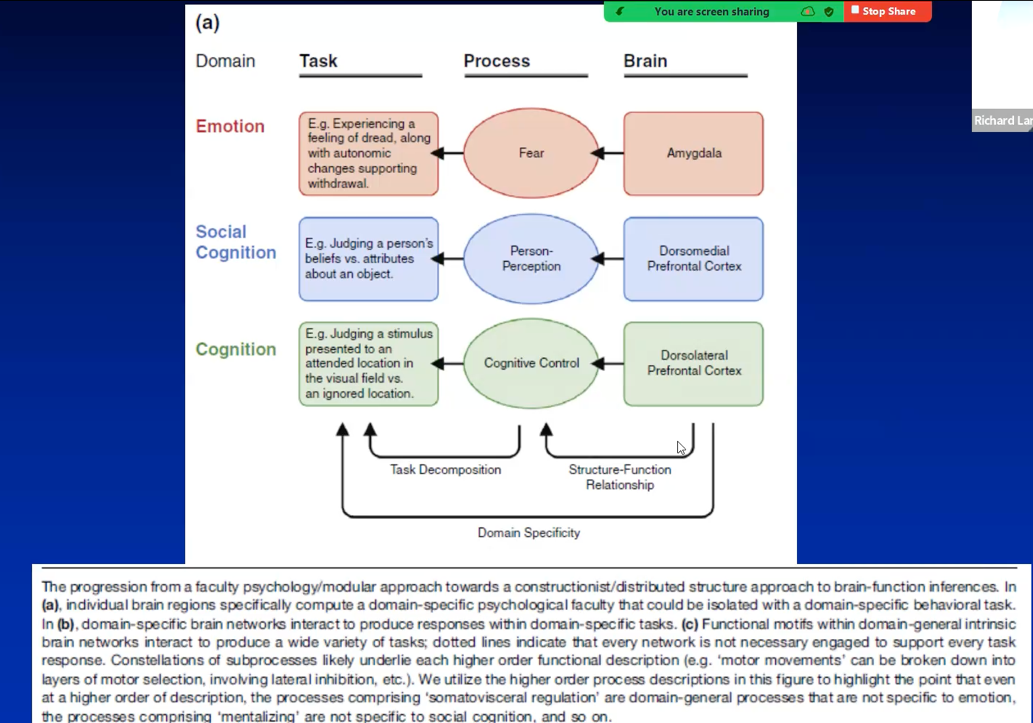 You are screen sharing
Stop Share
(a)
Domain Task Process Brain
Emotion
E.g. Experiencing a
feeling of dread, along
with autonomic
changes supporting
withdrawal.
Fear
Amygdala
Social
Cognition
E.g. Judging a person's
beliefs vs. attributes
about an object.
Person-
Perception
Dorsomedial
Prefrontal Cortex
Cognition
E.g. Judging a stimulus
presented to an
attended location in
the visual field vs.
an ignored location.
Cognitive Control
Dorsolateral
Prefrontal Cortex
Task Decomposition
Structure-Function
Relationship
Domain Specificity
Richard
The progression from a faculty psychology/modular approach towards a constructionist/distributed structure approach to brain-function inferences. In
(a), individual brain regions specifically compute a domain-specific psychological faculty that could be isolated with a domain-specific behavioral task.
In (b), domain-specific brain networks interact to produce responses within domain-specific tasks. (c) Functional motifs within domain-general intrinsic
brain networks interact to produce a wide variety of tasks; dotted lines indicate that every network is not necessary engaged to support every task
response. Constellations of subprocesses likely underlie each higher order functional description (e.g. 'motor movements' can be broken down into
layers of motor selection, involving lateral inhibition, etc.). We utilize the higher order process descriptions in this figure to highlight the point that even
at a higher order of description, the processes comprising 'somatovisceral regulation' are domain-general processes that are not specific to emotion,
the processes comprising 'mentalizing' are not specific to social cognition, and so on.